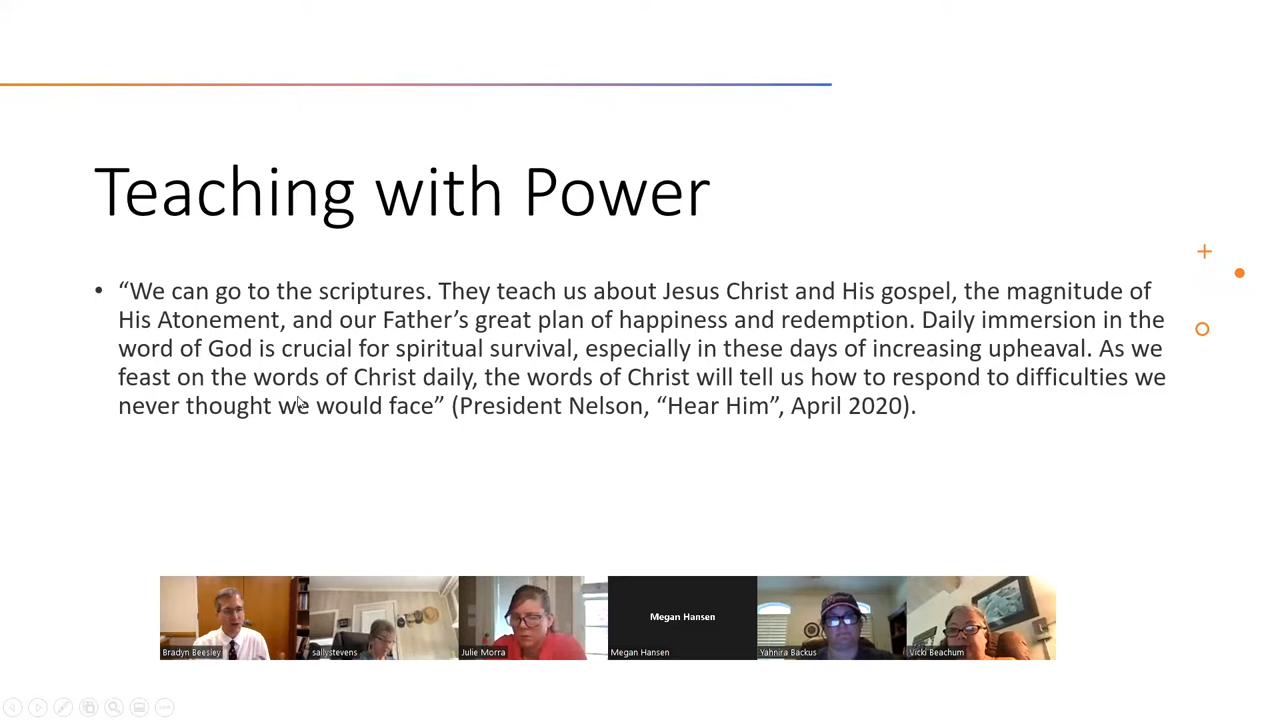 Teaching with Power
• “We can go to the scriptures. They teach us about Jesus Christ and His gospel, the magnitude of
His Atonement, and our Father’s great plan of happiness and redemption. Daily immersion in the
word of God is crucial for spiritual survival, especially in these days of increasing upheaval. As we
feast on the words of Christ daily, the words of Christ will tell us how to respond to difficulties we
never thought we would face” (President Nelson, “Hear Him”, April 2020).
Megan Hansen
Bradyn Beesley
sallystevens
Julie Morra
Megan Hansen
Yahnira Backus
Vicki Beachum